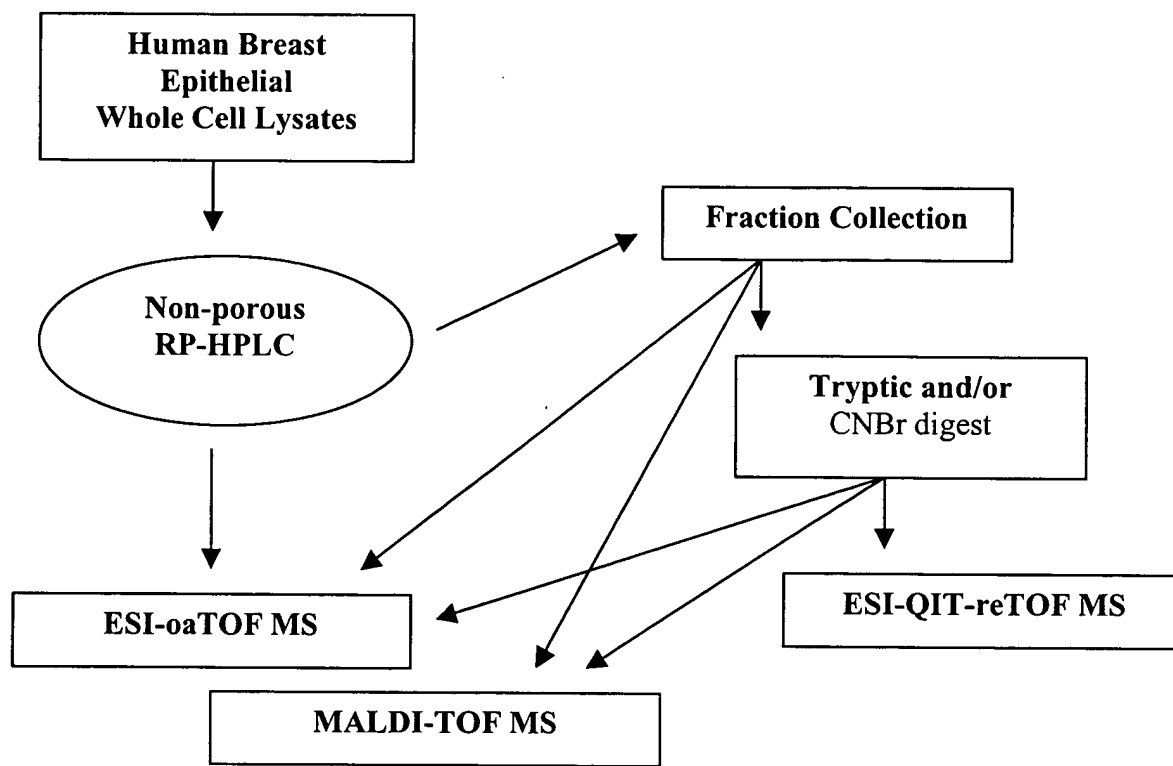 Human Breast
Epithelial
Whole Cell Lysates
Fraction Collection
Non-porous
RP-HPLC
Tryptic and/or
CNBr digest
ESI-oaTOF MS
ESI-QIT-reTOF MS
MALDI-TOF MS